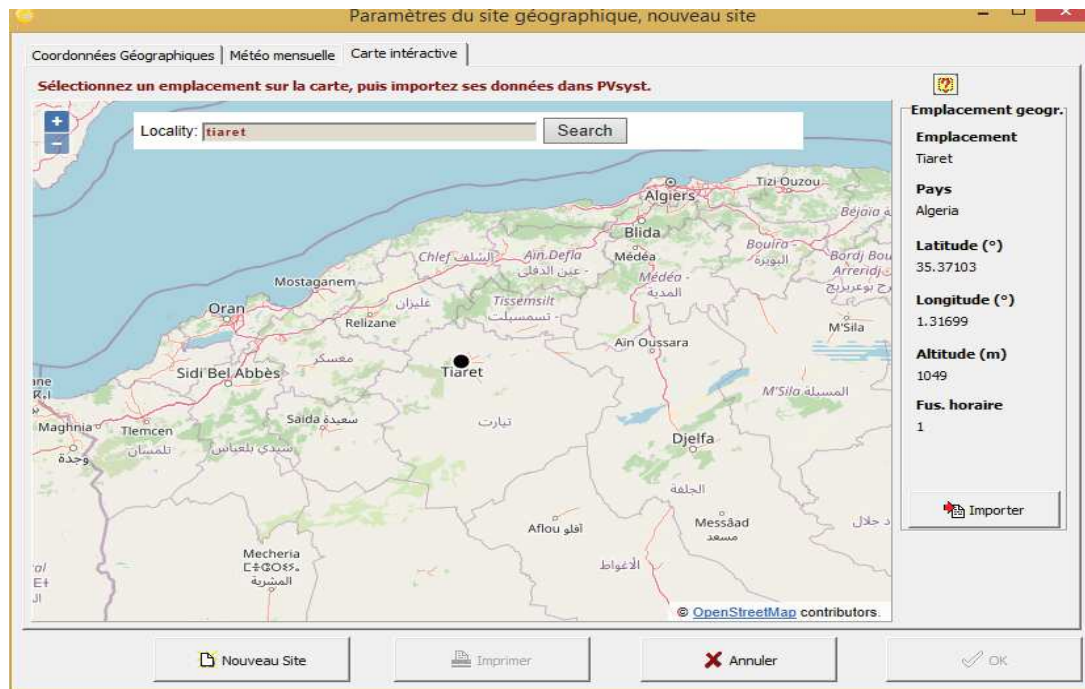 Paramètres du site géographique, nouveau site
Coordonnées Géographiques
Météo mensuelle
Carte intéractive
Sélectionnez un emplacement sur la carte, puis importez ses données dans PVsyst.
+
−
Locality: tiaret
Search
Tizi Ouzou
Algiers
Béjaïa
Blida
Bouira
البويرة
Bordj Bou
Arreridj
برج بوعريريج
Chlef الشلف
Aïn Defla
عين الدفلى -
Médéa
Médéa -
المدية
Mostaganem
Oran
Relizane
غليزان
Tissemsilt
- تسمسيلت
M'Sila
Ain Oussara
معسكر
Sidi Bel Abbès
Tiaret
M'Sila المسيلة
Maghnia
Tlemcen
تلمسان
وجدة
Saida سعيدة
سيدي بلعباس
تيارت
Djelfa
الجلفة
Aflou أفلو
Messâad
مسعد
د جلال
Mecheria
المشرية
الأغواط
© OpenStreetMap contributors.
Emplacement geogr.
Emplacement
Tiaret
Pays
Algeria
Latitude (°)
35.37103
Longitude (°)
1.31699
Altitude (m)
1049
Fus. horaire
1
Importer
Nouveau Site
Imprimer
Annuler
OK